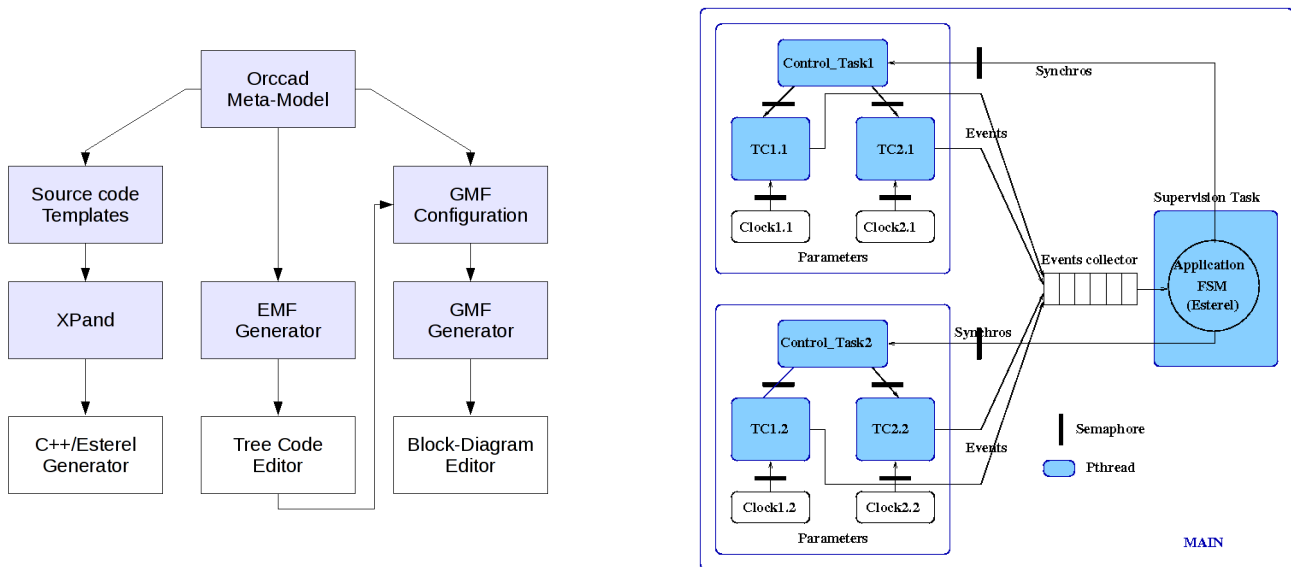 Orccad
Meta-Model
Source code
Templates
GMF
Configuration
XPand
EMF
Generator
GMF
Generator
C++/Esterel
Generator
Tree Code
Editor
Block-Diagram
Editor
Control_Task1
Synchros
TC1.1
TC2.1
Events
Clock1.1
Clock2.1
Parameters
Supervision Task
Events collector
Application
FSM
(Esterel)
Control_Task2
Synchros
TC1.2
TC2.2
Events
Clock1.2
Clock2.2
Parameters
Semaphore
Pthread
MAIN